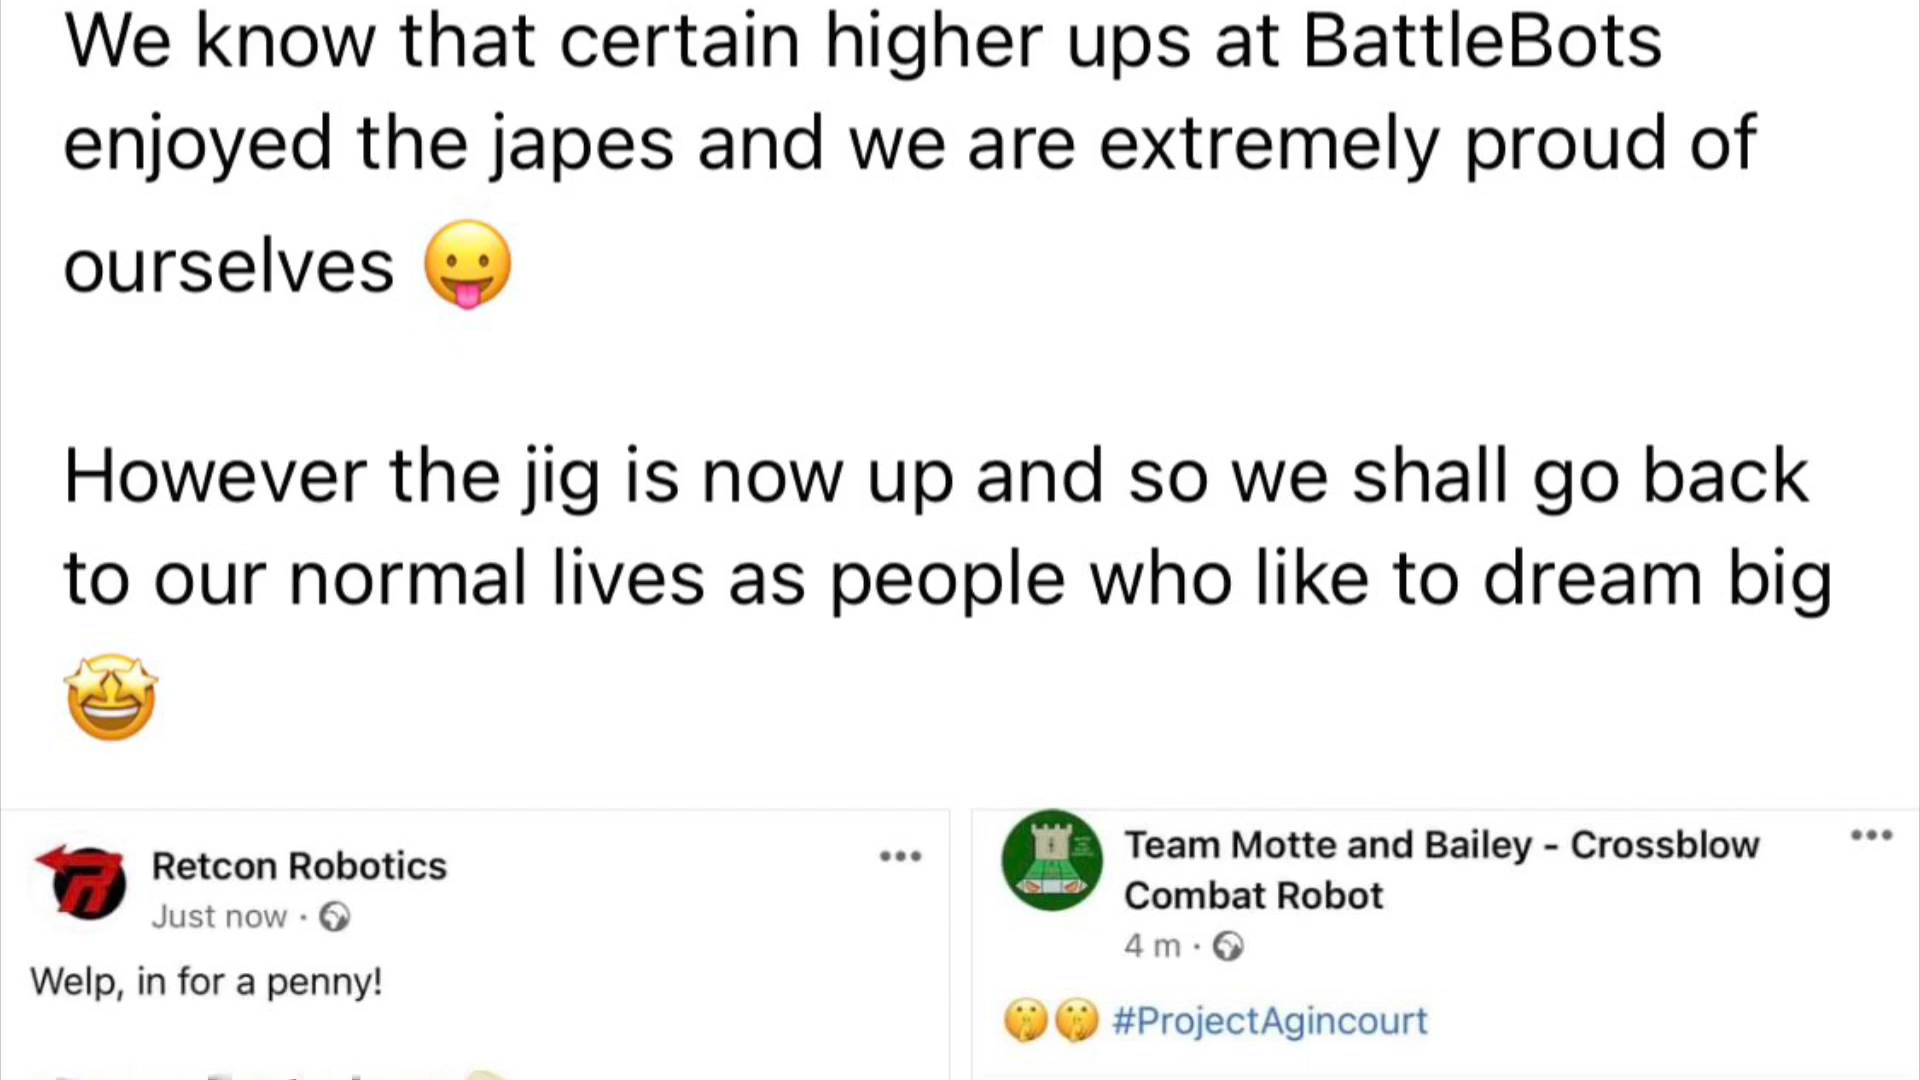 We know that certain higher ups at BattleBots
enjoyed the japes and we are extremely proud of
ourselves 😛
However the jig is now up and so we shall go back
to our normal lives as people who like to dream big
🤩
Retcon Robotics
Just now ·
Welp, in for a penny!
Team Motte and Bailey - Crossblow
Combat Robot
4 m ·
🤫🤫 #ProjectAgincourt